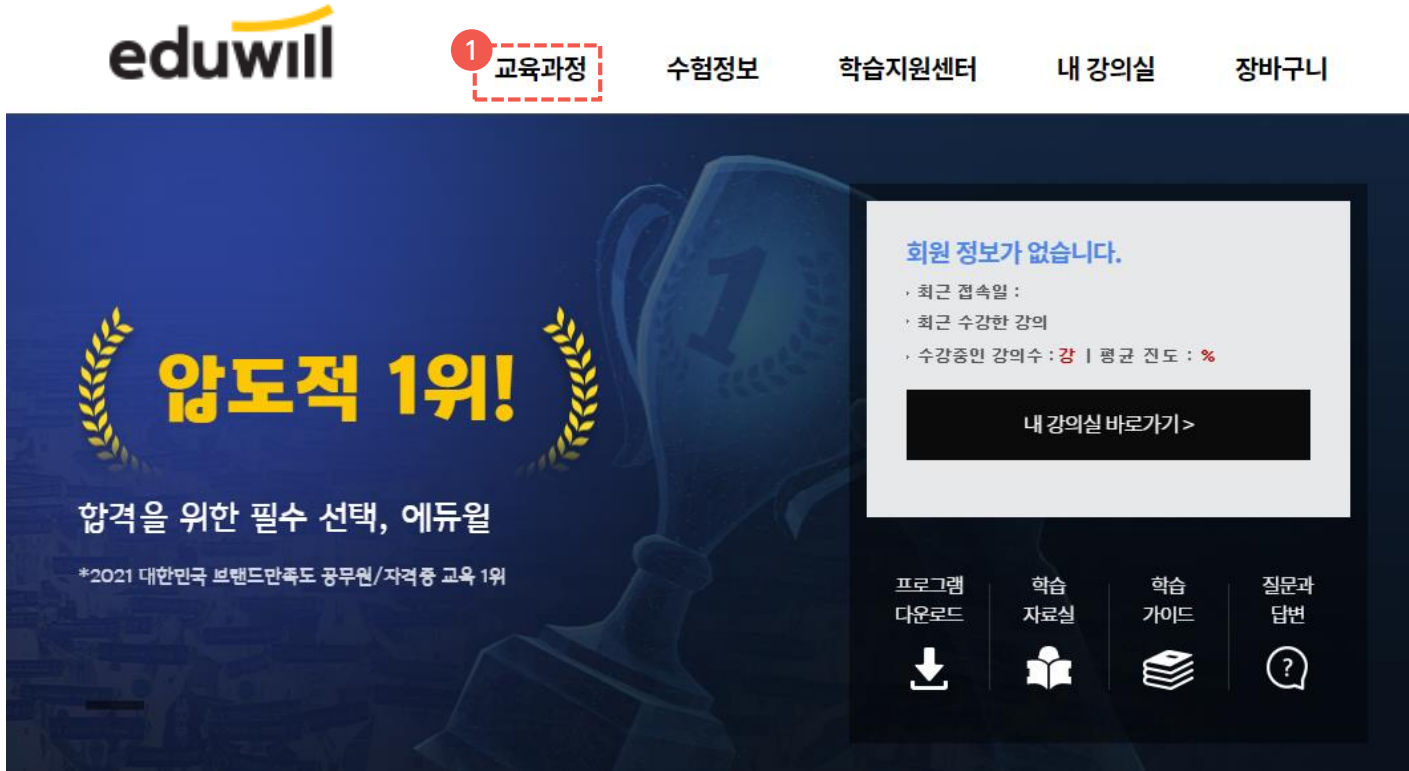 eduwill
1
교육과정
수험정보
학습지원센터
내 강의실
장바구니
1
압도적 1위!
합격을 위한 필수 선택, 에듀윌
*2021 대한민국 브랜드만족도 공무원/자격증 교육 1위
회원 정보가 없습니다.
› 최근 접속일 :
· 최근 수강한 강의
› 수강중인 강의수 : 강 | 평균 진도 : %
내 강의실 바로가기 >
프로그램
다운로드
학습
자료실
학습
가이드
질문과
답변
?